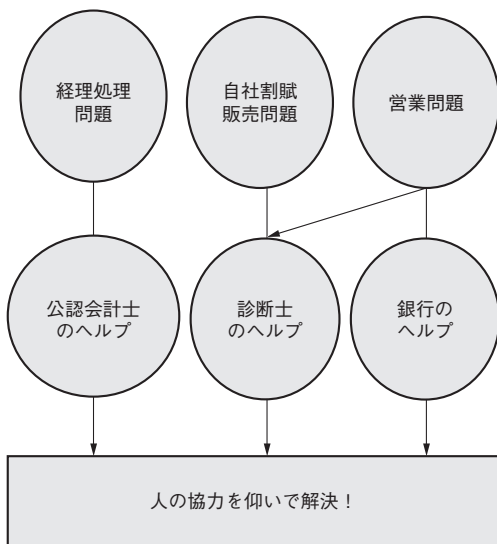 経理処理
問題
自社割賦
販売問題
営業問題
公認会計士
のヘルプ
診断士
のヘルプ
銀行の
ヘルプ
人の協力を仰いで解決！